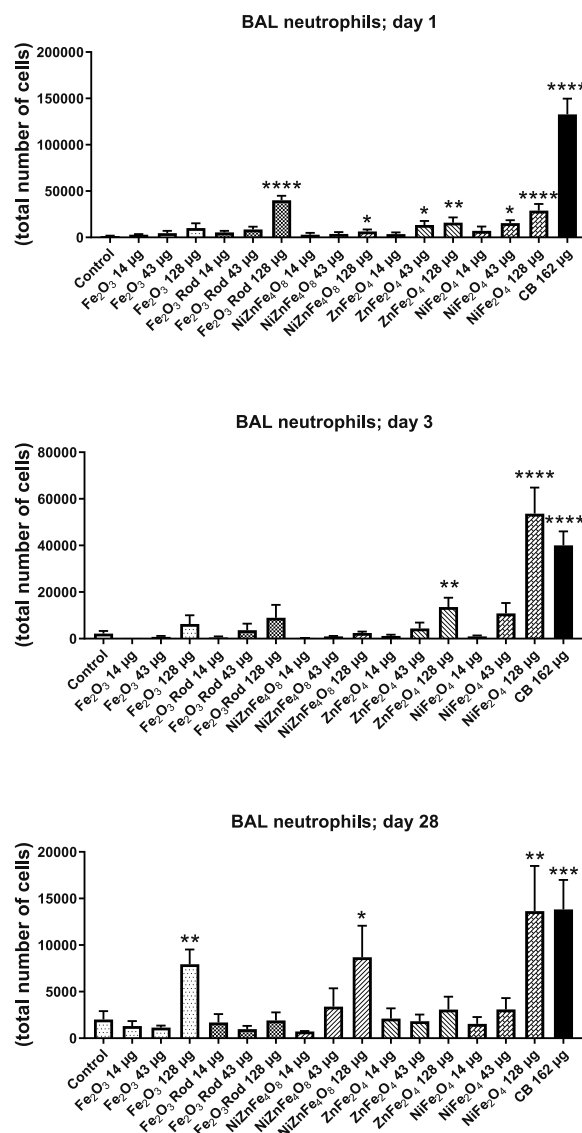 BAL neutrophils; day 1
(total number of cells)
200000
150000
100000
50000
0
****
*
*
**
*
****
****
Control
Fe₂O₃ 14 µg
Fe₂O₃ 43 µg
Fe₂O₃ 128 µg
Fe₂O₃ Rod 14 µg
Fe₂O₃ Rod 43 µg
Fe₂O₃ Rod 128 µg
NiZnFe₄O₈ 14 µg
NiZnFe₄O₈ 43 µg
NiZnFe₄O₈ 128 µg
ZnFe₂O₄ 14 µg
ZnFe₂O₄ 43 µg
ZnFe₂O₄ 128 µg
NiFe₂O₄ 14 µg
NiFe₂O₄ 43 µg
NiFe₂O₄ 128 µg
CB 162 µg
BAL neutrophils; day 3
(total number of cells)
80000
60000
40000
20000
0
**
****
****
Control
Fe₂O₃ 14 µg
Fe₂O₃ 43 µg
Fe₂O₃ 128 µg
Fe₂O₃ Rod 14 µg
Fe₂O₃ Rod 43 µg
Fe₂O₃Rod 128 µg
NiZnFe₄O₈ 14 µg
NiZnFe₄O₈ 43 µg
NiZnFe₄O₈ 128 µg
ZnFe₂O₄ 14 µg
ZnFe₂O₄ 43 µg
ZnFe₂O₄ 128 µg
NiFe₂O₄ 14 µg
NiFe₂O₄ 43 µg
NiFe₂O₄ 128 µg
CB 162 µg
BAL neutrophils; day 28
(total number of cells)
20000
15000
10000
5000
0
**
*
**
***
Control
Fe₂O₃ 14 µg
Fe₂O₃ 43 µg
Fe₂O₃ 128 µg
Fe₂O₃ Rod 14 µg
Fe₂O₃ Rod 43 µg
Fe₂O₃Rod 128 µg
NiZnFe₄O₈ 14 µg
NiZnFe₄O₈ 43 µg
NiZnFe₄O₈ 128 µg
ZnFe₂O₄ 14 µg
ZnFe₂O₄ 43 µg
ZnFe₂O₄ 128 µg
NiFe₂O₄ 14 µg
NiFe₂O₄ 43 µg
NiFe₂O₄ 128 µg
CB 162 µg